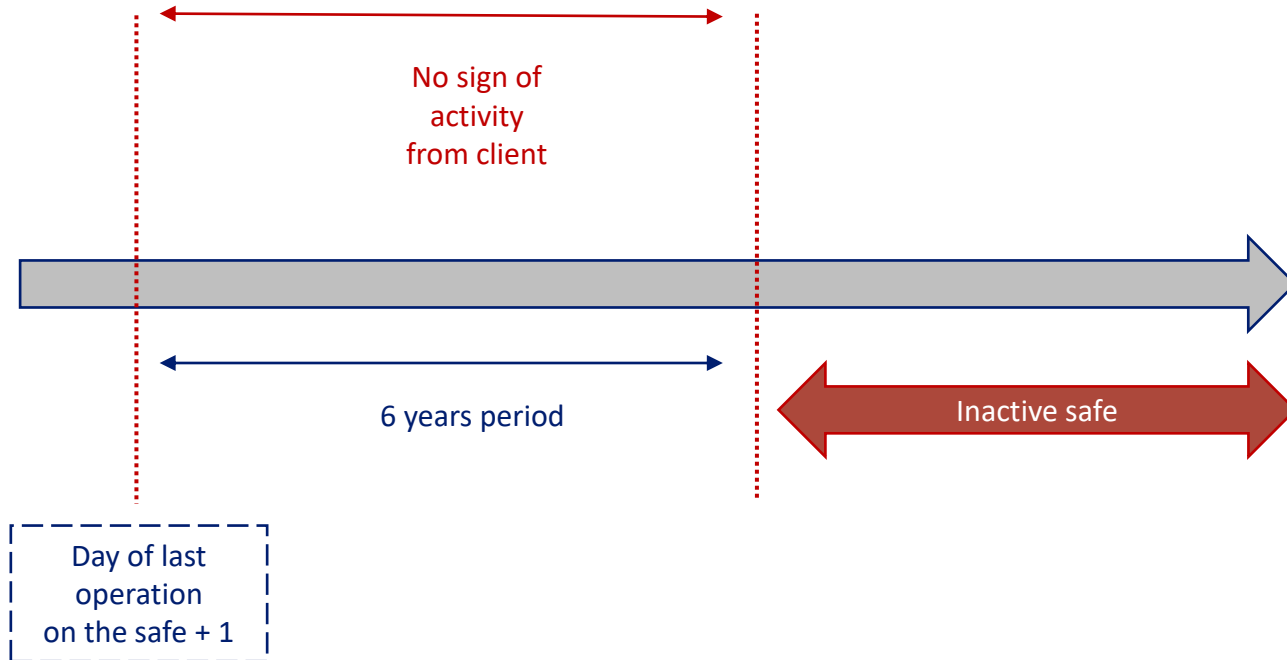 No sign of
activity
from client
6 years period
Inactive safe
Day of last
operation
on the safe + 1